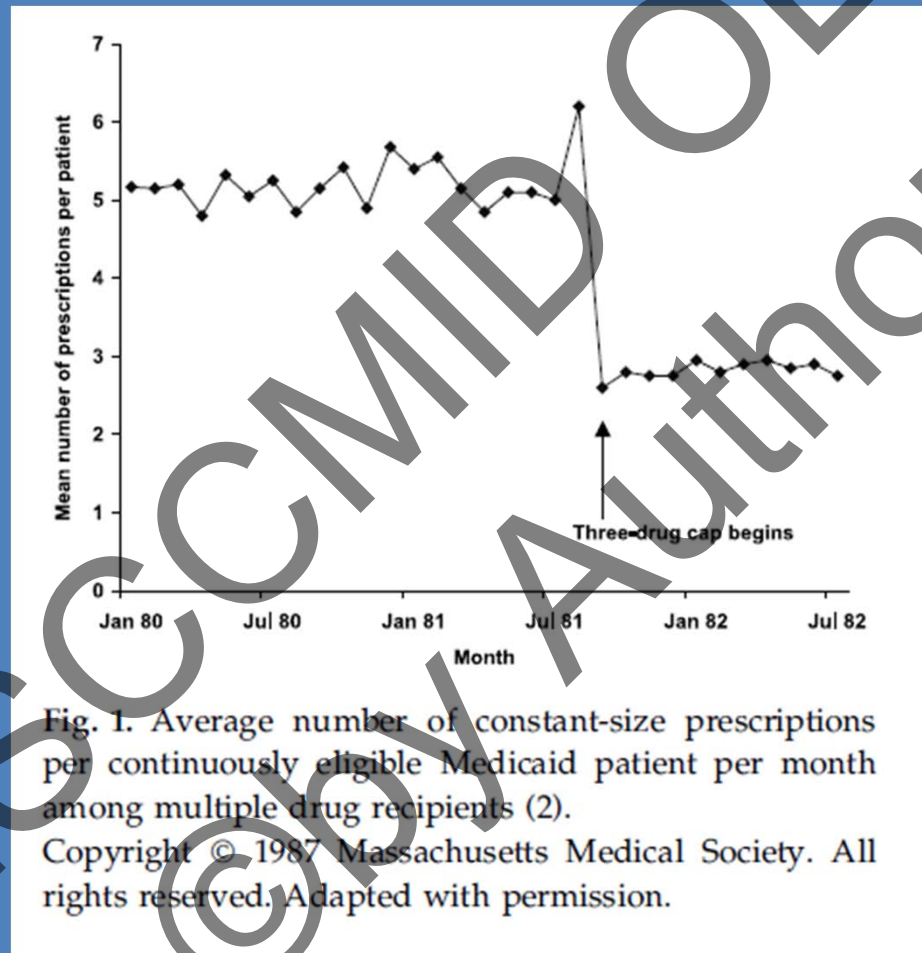 7
6
5
4
3
2
1
0
Mean number of prescriptions per patient
Three-drug cap begins
Jan 80 Jul 80 Jan 81 Jul 81 Jan 82 Jul 82
Month
Fig. 1. Average number of constant-size prescriptions
per continuously eligible Medicaid patient per month
among multiple drug recipients (2).
Copyright © 1987 Massachusetts Medical Society. All
rights reserved. Adapted with permission.
SCCMID
© by